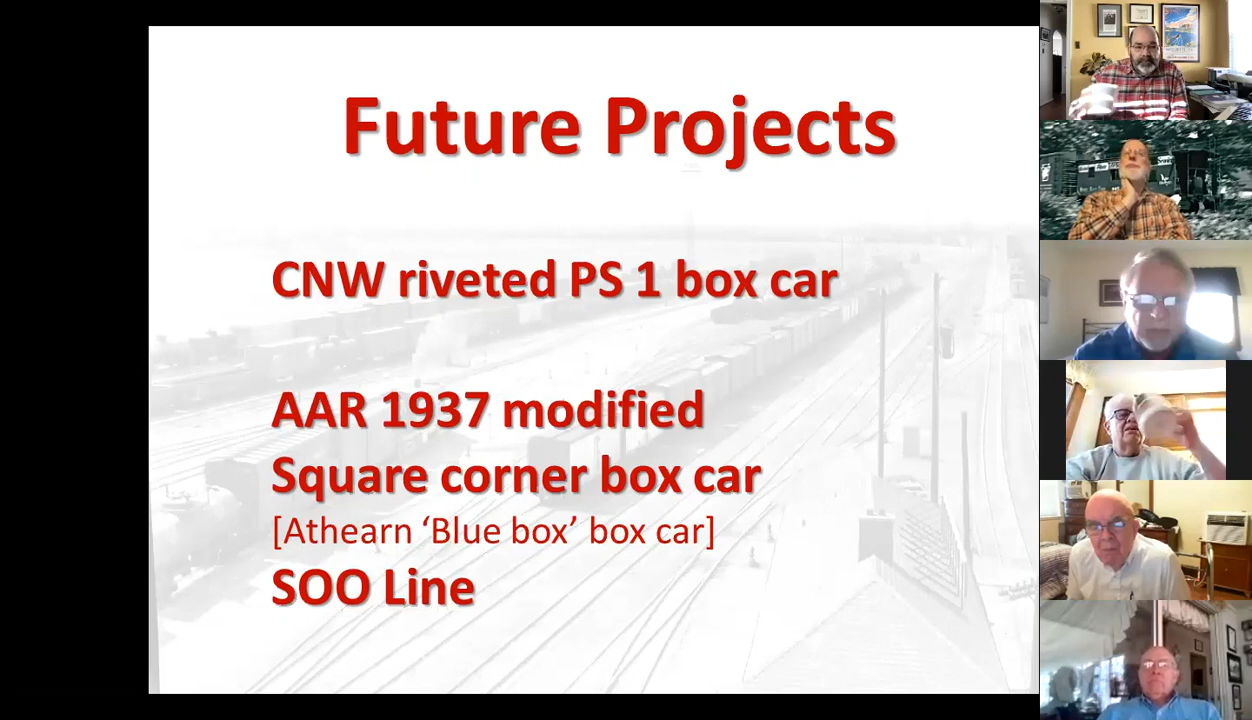 Future Projects
CNW riveted PS 1 box car
AAR 1937 modified
Square corner box car
[Athearn ‘Blue box’ box car]
SOO Line